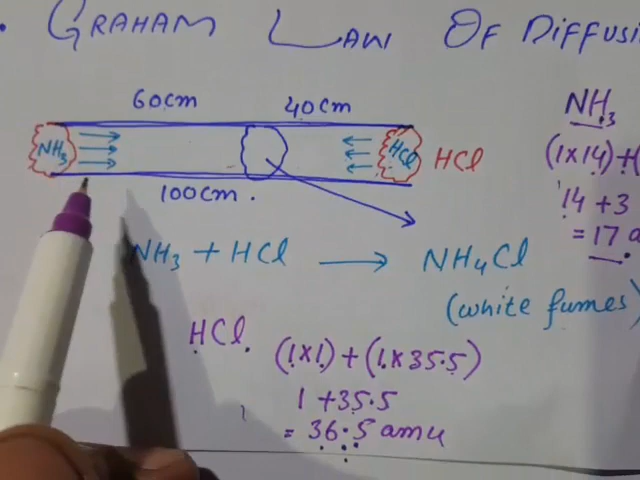 GRAHAM LAW OF DIFFUSI
60cm 40cm
NH3 HCl HCl
100cm.
NH3 + HCl → NH4Cl
(white fumes)
HCl.
(1x1) + (1x35.5)
1 + 35.5
= 36.5 amu
NH3
(1x14) + (
14 + 3
= 17 a